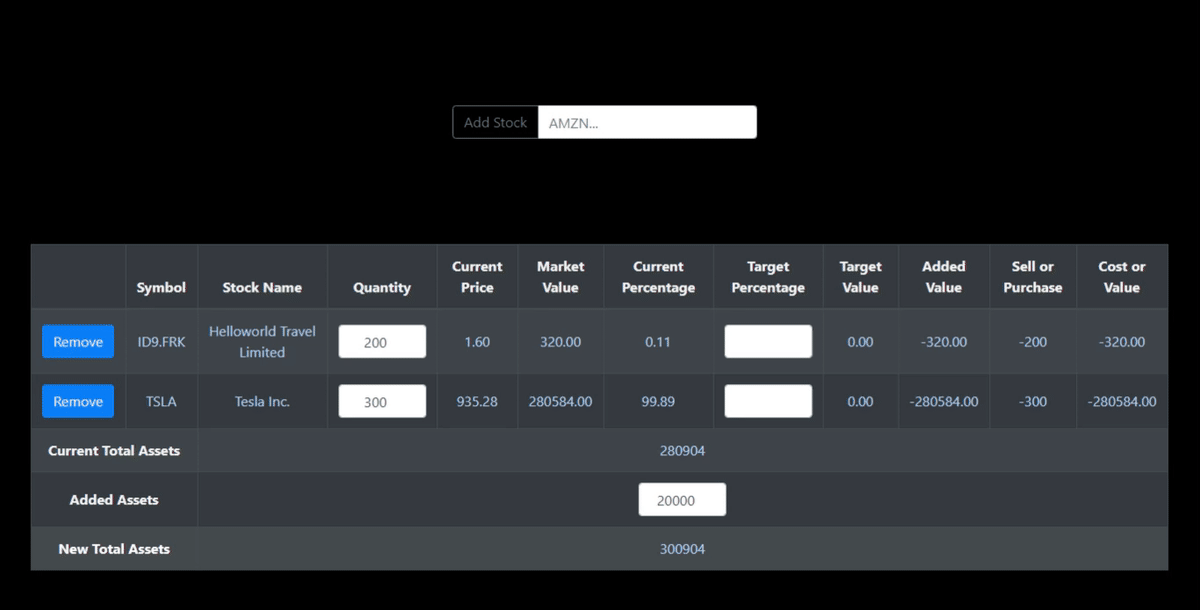 Add Stock AMZN...
Symbol Stock Name Quantity Current Price Market Value Current Percentage Target Percentage Target Value Added Value Sell or Purchase Cost or Value
Remove ID9.FRK Helloworld Travel Limited 200 1.60 320.00 0.11 0.00 -320.00 -200 -320.00
Remove TSLA Tesla Inc. 300 935.28 280584.00 99.89 0.00 -280584.00 -300 -280584.00
Current Total Assets 280904
Added Assets 20000
New Total Assets 300904